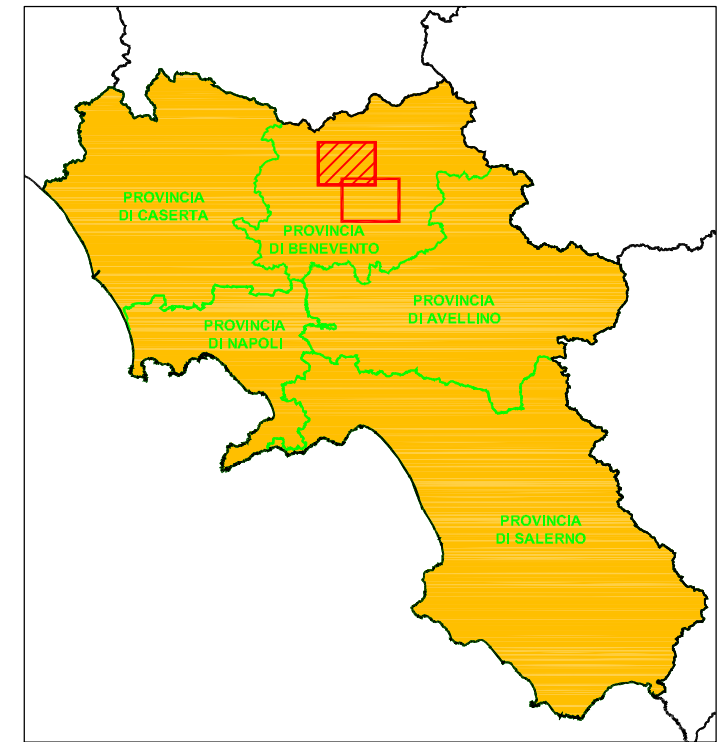 PROVINCIA
DI CASERTA
PROVINCIA
DI BENEVENTO
PROVINCIA
DI AVELLINO
PROVINCIA
DI NAPOLI
PROVINCIA
DI SALERNO